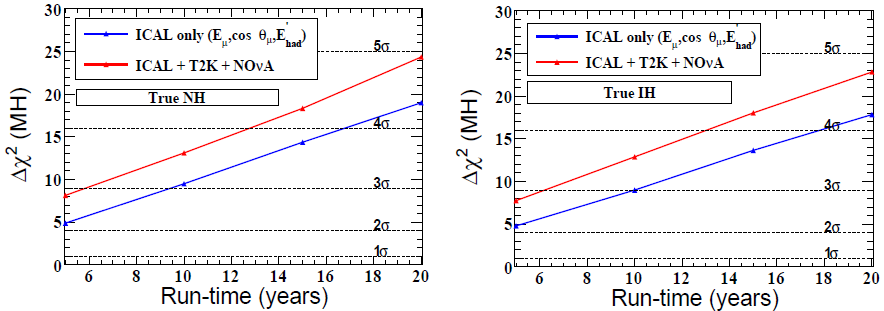 30
25
20
15
10
5
0
Δχ² (MH)
ICAL only (Eμ,cos θμ,E'had)
ICAL + T2K + NOνA
True NH
5σ
4σ
3σ
2σ
1σ
6 8 10 12 14 16 18 20
Run-time (years)
30
25
20
15
10
5
0
Δχ² (MH)
ICAL only (Eμ,cos θμ,E'had)
ICAL + T2K + NOνA
True IH
5σ
4σ
3σ
2σ
1σ
6 8 10 12 14 16 18 20
Run-time (years)